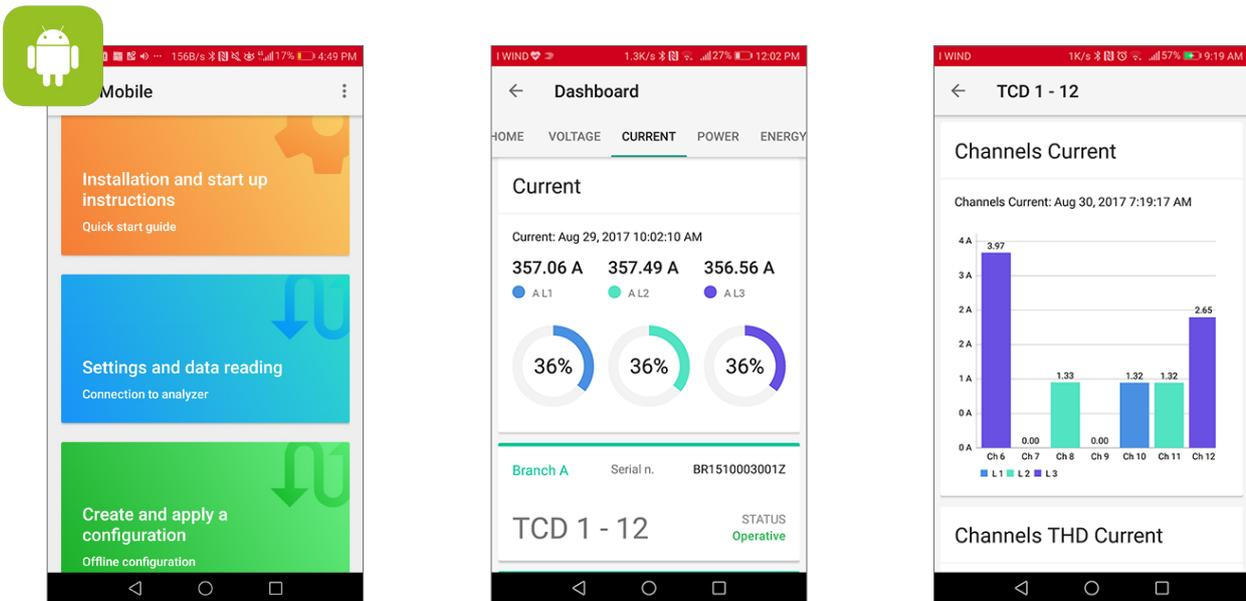 156B/s 17% 4:49 PM
Mobile
Installation and start up
instructions
Quick start guide
Settings and data reading
Connection to analyzer
Create and apply a
configuration
Offline configuration
I WIND 1.3K/s 27% 12:02 PM
Dashboard
HOME VOLTAGE CURRENT POWER ENERGY
Current
Current: Aug 29, 2017 10:02:10 AM
357.06 A 357.49 A 356.56 A
A L1 A L2 A L3
36% 36% 36%
Branch A Serial n. BR1510003001Z
TCD 1 - 12
STATUS
Operative
I WIND 1K/s 57% 9:19 AM
TCD 1 - 12
Channels Current
Channels Current: Aug 30, 2017 7:19:17 AM
4 A
3.97
3 A
2 A
2.65
2 A
1 A
1.33 1.32 1.32
0 A
0.00 0.00
0 A
Ch 6 Ch 7 Ch 8 Ch 9 Ch 10 Ch 11 Ch 12
L 1 L 2 L 3
Channels THD Current